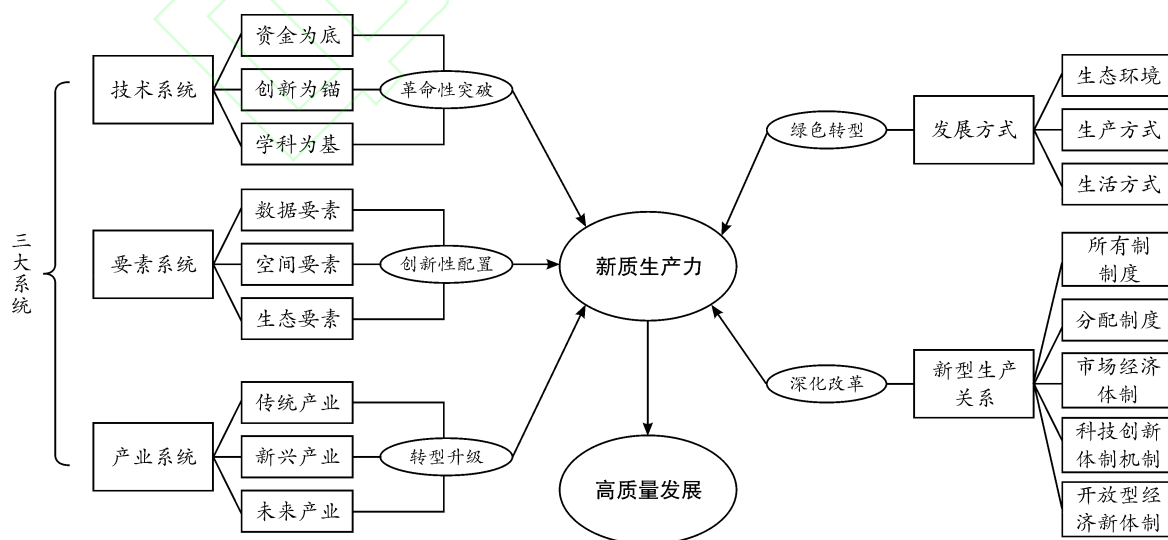 三大系统
技术系统
资金为底
创新为锚
学科为基
革命性突破
要素系统
数据要素
空间要素
生态要素
创新性配置
产业系统
传统产业
新兴产业
未来产业
转型升级
新质生产力
高质量发展
绿色转型
发展方式
生态环境
生产方式
生活方式
深化改革
新型生产
关系
所有制
制度
分配制度
市场经济
体制
科技创新
体制机制
开放型经
济新体制